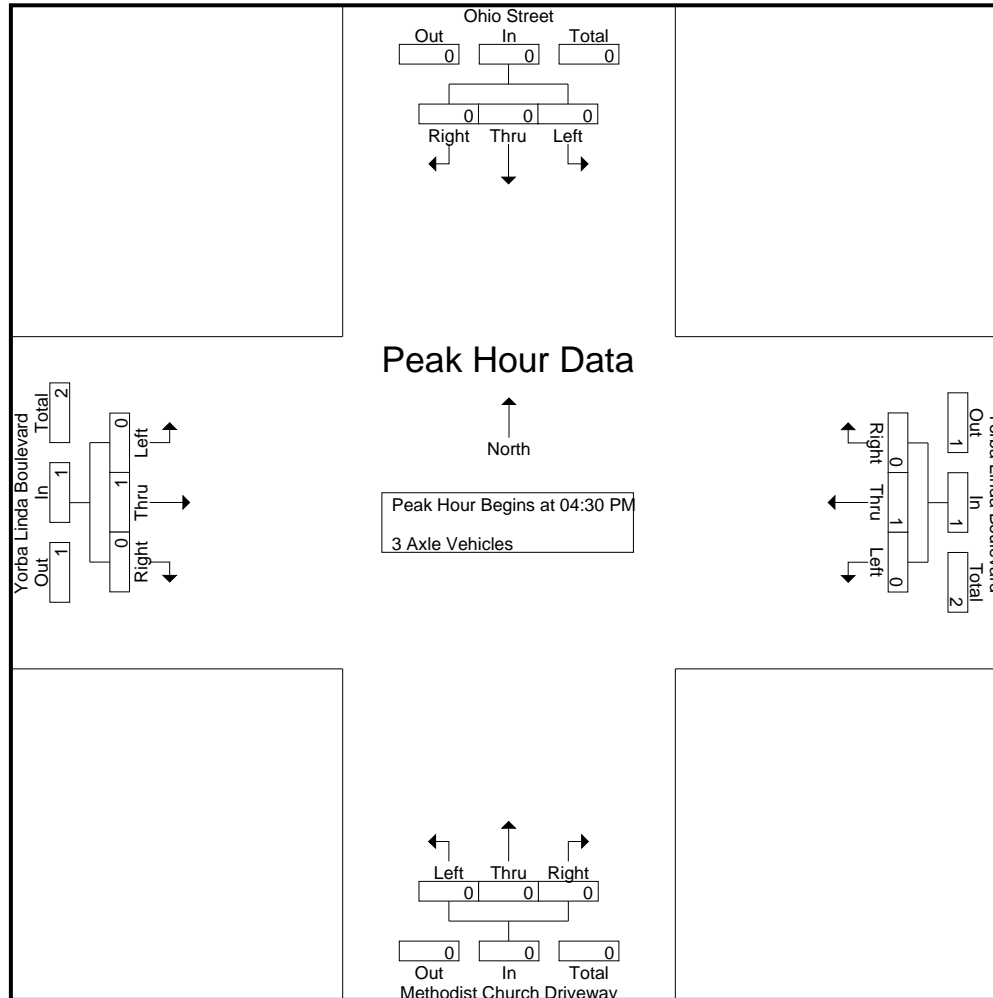 Ohio Street
Out In Total
0 0 0
0 0 0
Right Thru Left
Peak Hour Data
North
Peak Hour Begins at 04:30 PM
3 Axle Vehicles
Yorba Linda Boulevard
Total In Out
2 1 1
0 1 0
Left Thru Right
Right Thru Left
0 1 0
1 1 2
Out In Total
Yorba Linda Boulevard
Left Thru Right
0 0 0
0 0 0
Out In Total
Methodist Church Driveway